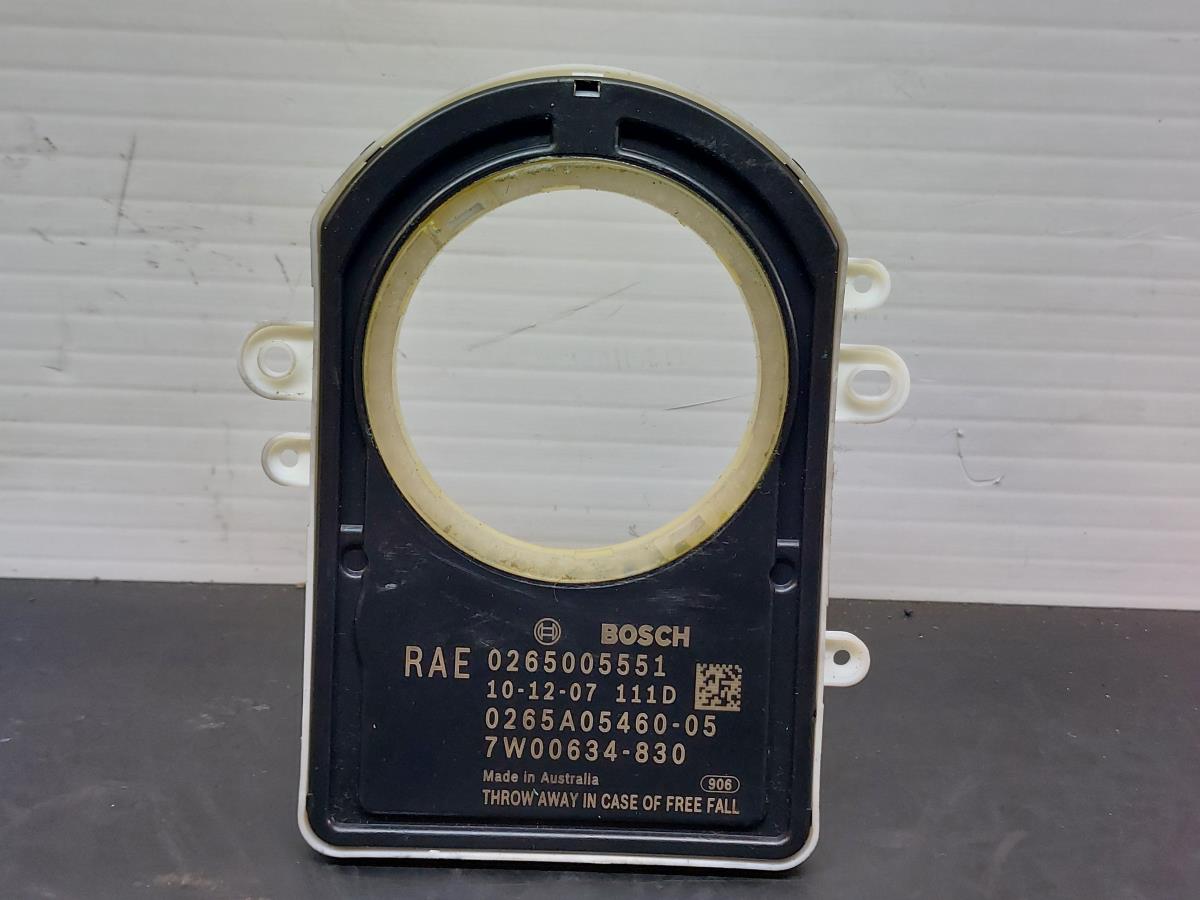 BOSCH
RAE 0265005551
10-12-07 111D
0265A05460-05
7W00634-830
Made in Australia 906
THROW AWAY IN CASE OF FREE FALL